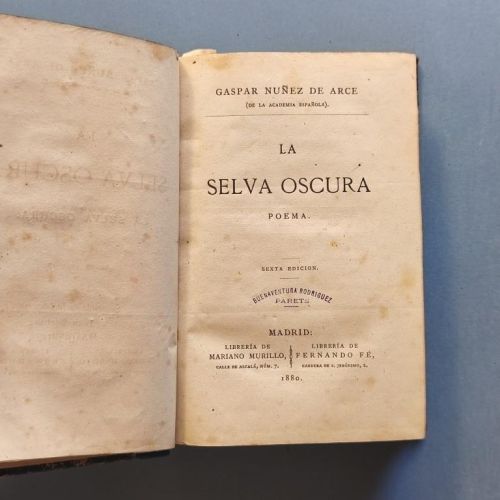 GASPAR NUÑEZ DE ARCE
(DE LA ACADEMIA ESPAÑOLA).
LA
SELVA OSCURA
POEMA.
SEXTA EDICION.
BUENAVENTURA RODRIGUEZ
PARETS
MADRID:
LIBRERÍA DE
MARIANO MURILLO,
CALLE DE ALCALÁ, NÚM. 7.
LIBRERÍA DE
FERNANDO FÉ,
CARRERA DE S. JERÓNIMO, 2.
1880.